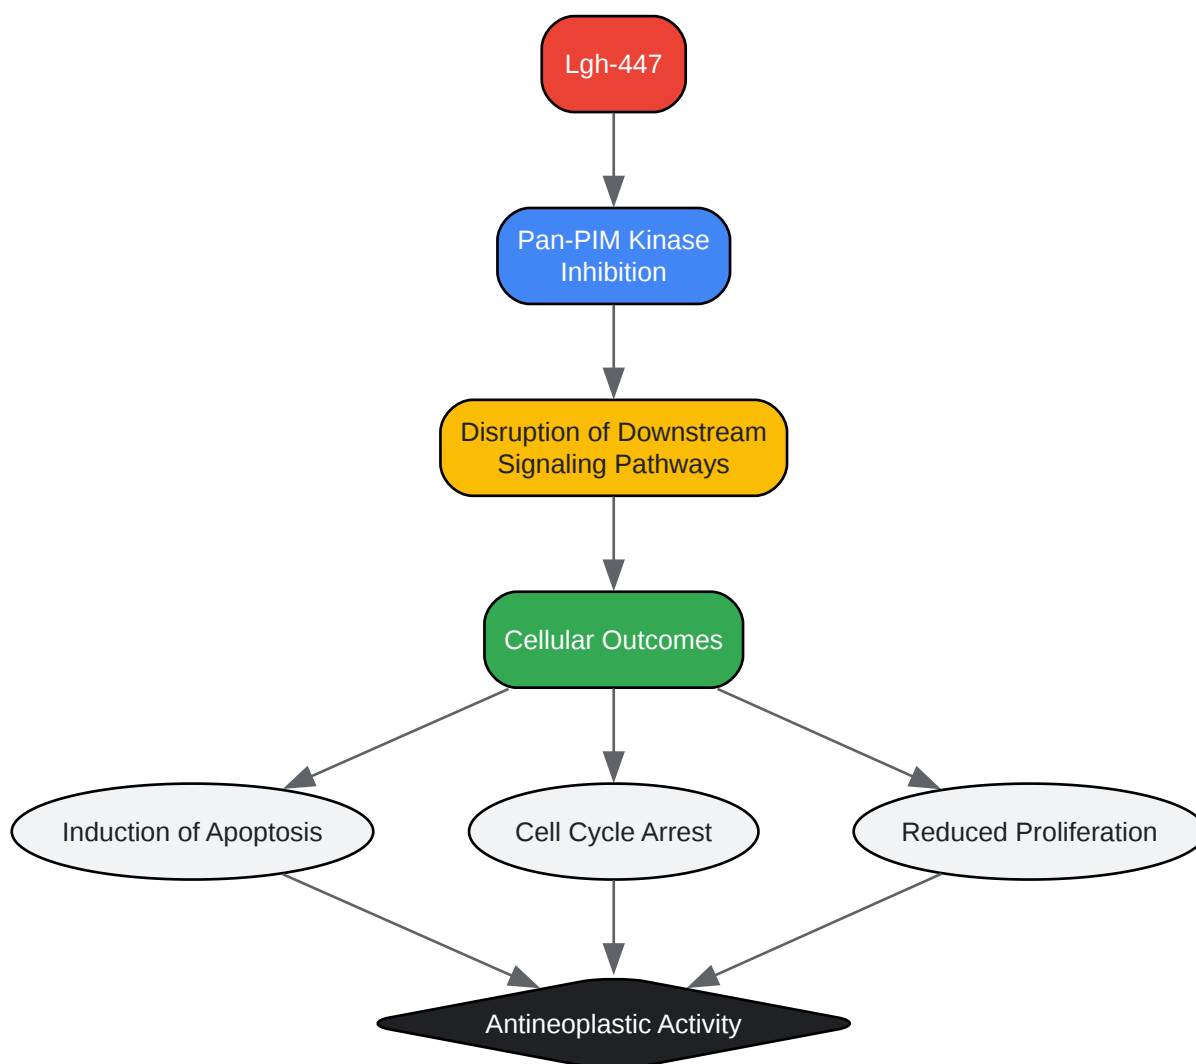 Lgh-447
Pan-PIM Kinase
Inhibition
Disruption of Downstream
Signaling Pathways
Cellular Outcomes
Induction of Apoptosis
Cell Cycle Arrest
Reduced Proliferation
Antineoplastic Activity